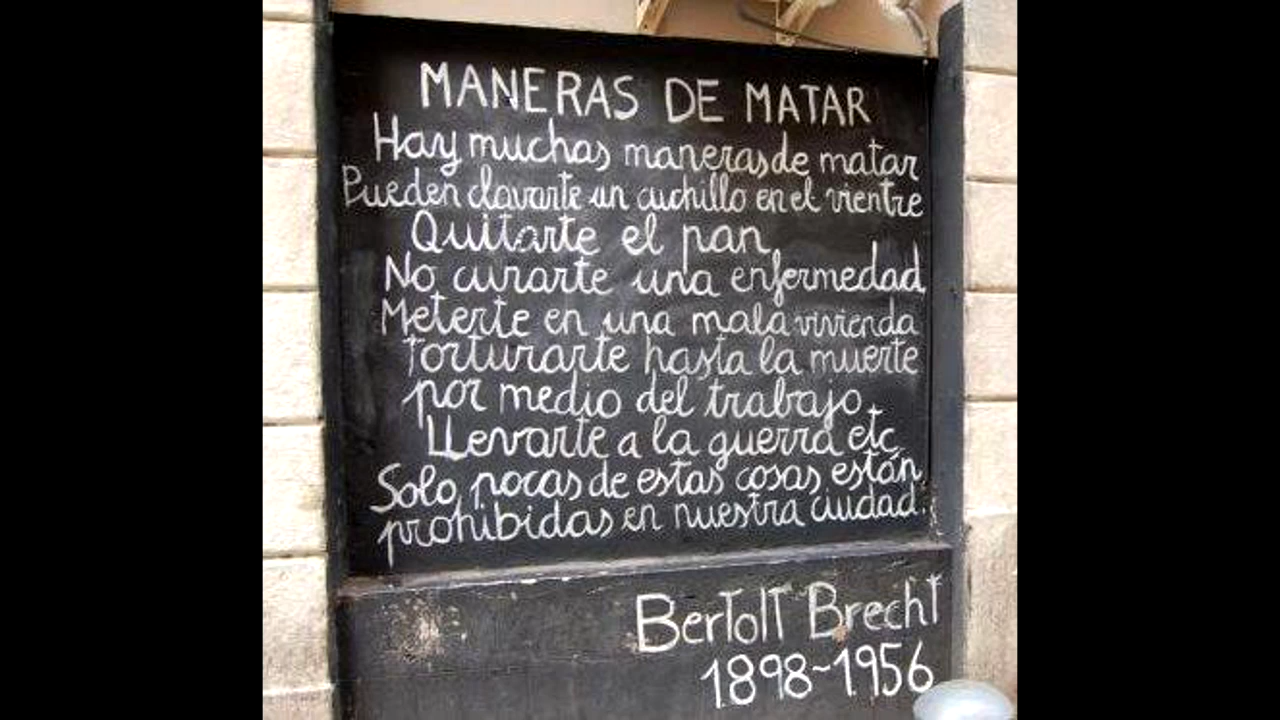 MANERAS DE MATAR
Hay muchas maneras de matar
Pueden clavarte un cuchillo en el vientre
Quitarte el pan,
No curarte una enfermedad,
Meterte en una mala vivienda
Torturarte hasta la muerte
por medio del trabajo,
Llevarte a la guerra etc,
Solo pocas de estas cosas están
prohibidas en nuestra ciudad.
Bertolt Brecht
1898-1956